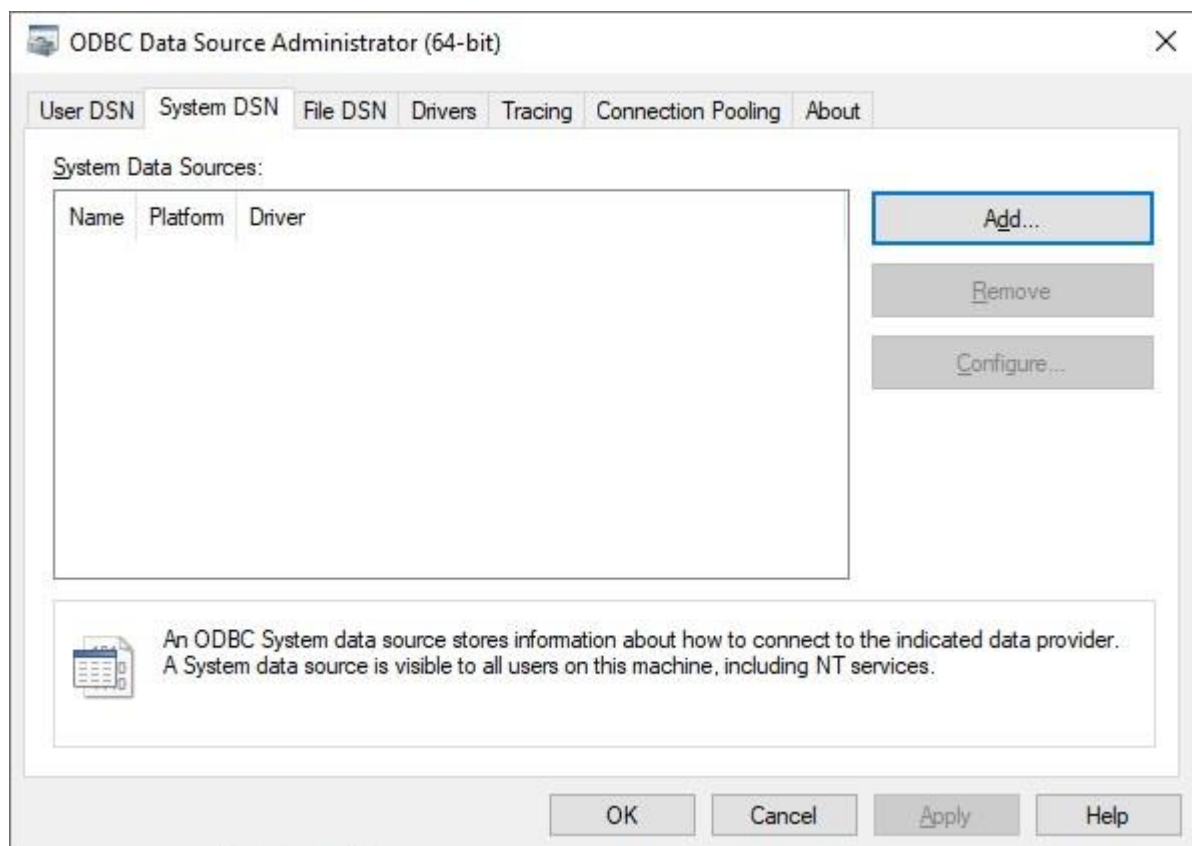 ODBC Data Source Administrator (64-bit)
User DSN System DSN File DSN Drivers Tracing Connection Pooling About
System Data Sources:
Name Platform Driver
Add...
Remove
Configure...
An ODBC System data source stores information about how to connect to the indicated data provider.
A System data source is visible to all users on this machine, including NT services.
OK Cancel Apply Help